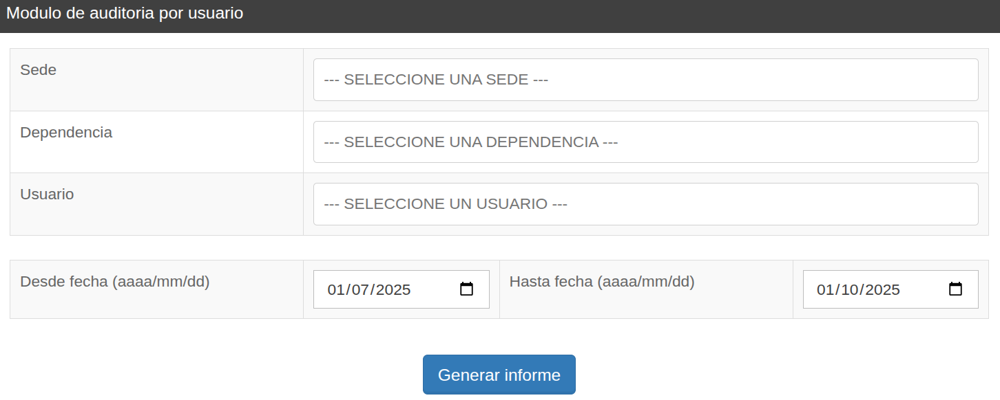 Modulo de auditoria por usuario
Sede
--- SELECCIONE UNA SEDE ---
Dependencia
--- SELECCIONE UNA DEPENDENCIA ---
Usuario
--- SELECCIONE UN USUARIO ---
Desde fecha (aaaa/mm/dd)
01/07/2025
Hasta fecha (aaaa/mm/dd)
01/10/2025
Generar informe